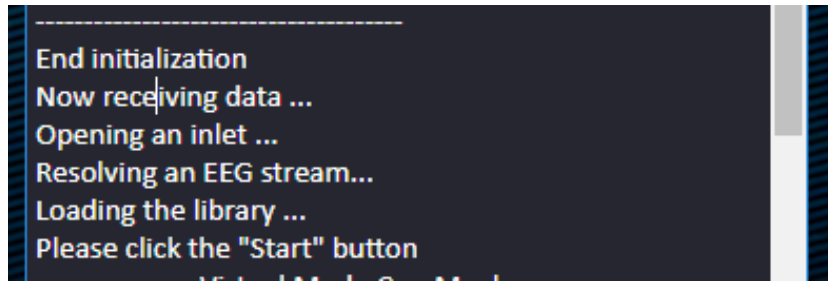 --------------------------------------
End initialization
Now receiving data ...
Opening an inlet ...
Resolving an EEG stream...
Loading the library ...
Please click the "Start" button